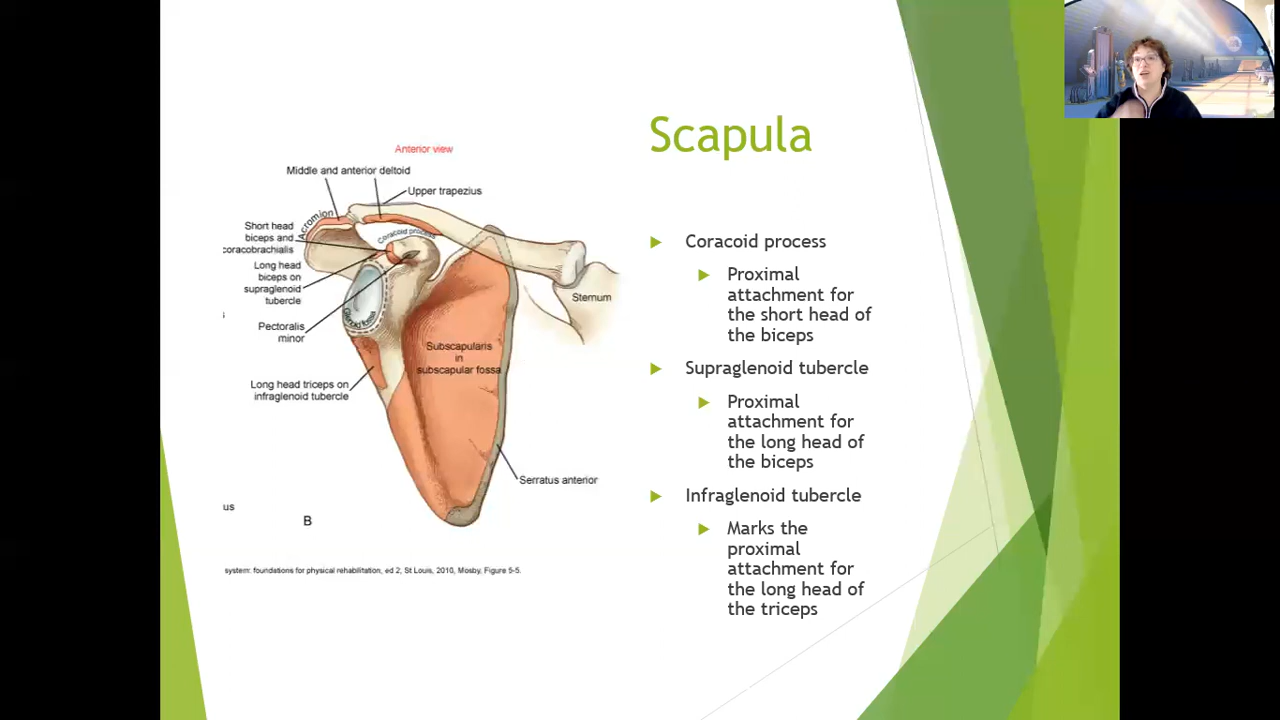 Scapula
Anterior view
Middle and anterior deltoid
Upper trapezius
Acromion
Short head
biceps and
coracobrachialis
Coracoid process
Long head
biceps on
supraglenoid
tubercle
Sternum
Glenoid fossa
Pectoralis
minor
Subscapularis
in
subscapular fossa
Long head triceps on
infraglenoid tubercle
Serratus anterior
us
B
system: foundations for physical rehabilitation, ed 2, St Louis, 2010, Mosby, Figure 5-5.
Coracoid process
Proximal
attachment for
the short head of
the biceps
Supraglenoid tubercle
Proximal
attachment for
the long head of
the biceps
Infraglenoid tubercle
Marks the
proximal
attachment for
the long head of
the triceps